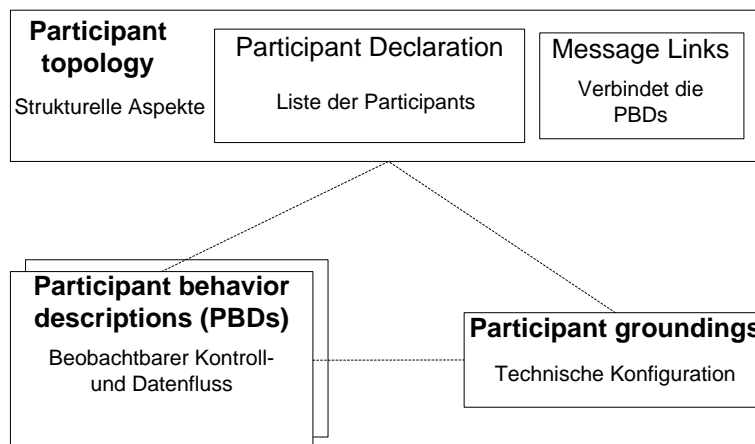 Participant
topology
Strukturelle Aspekte
Participant Declaration
Liste der Participants
Message Links
Verbindet die
PBDs
Participant behavior
descriptions (PBDs)
Beobachtbarer Kontroll-
und Datenfluss
Participant groundings
Technische Konfiguration